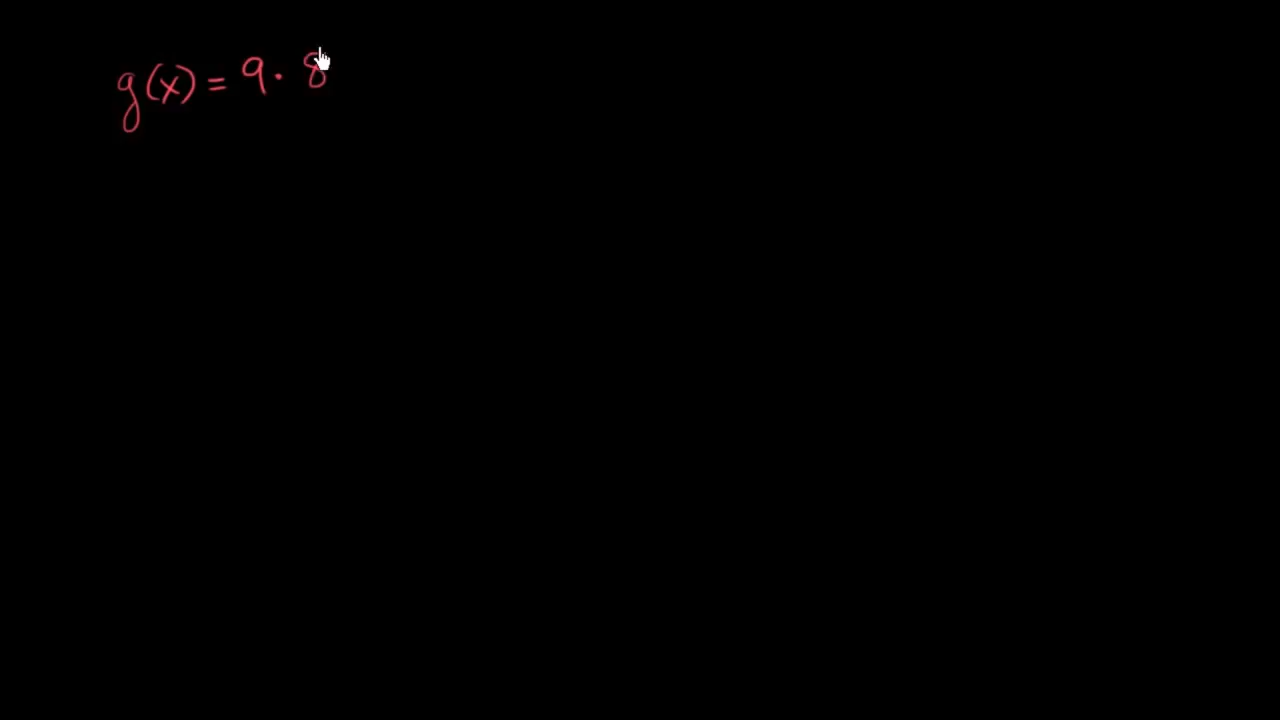 g(x) = 9 · 8